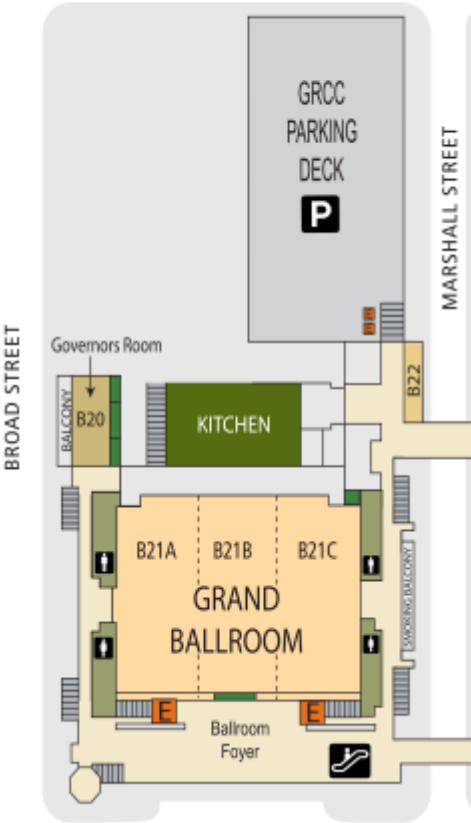 GRCC
PARKING
DECK
P
MARSHALL STREET
BROAD STREET
Governors Room
BALCONY
B20
KITCHEN
B22
B21A
B21B
B21C
GRAND
BALLROOM
SMOKING BALCONY
E
E
Ballroom
Foyer